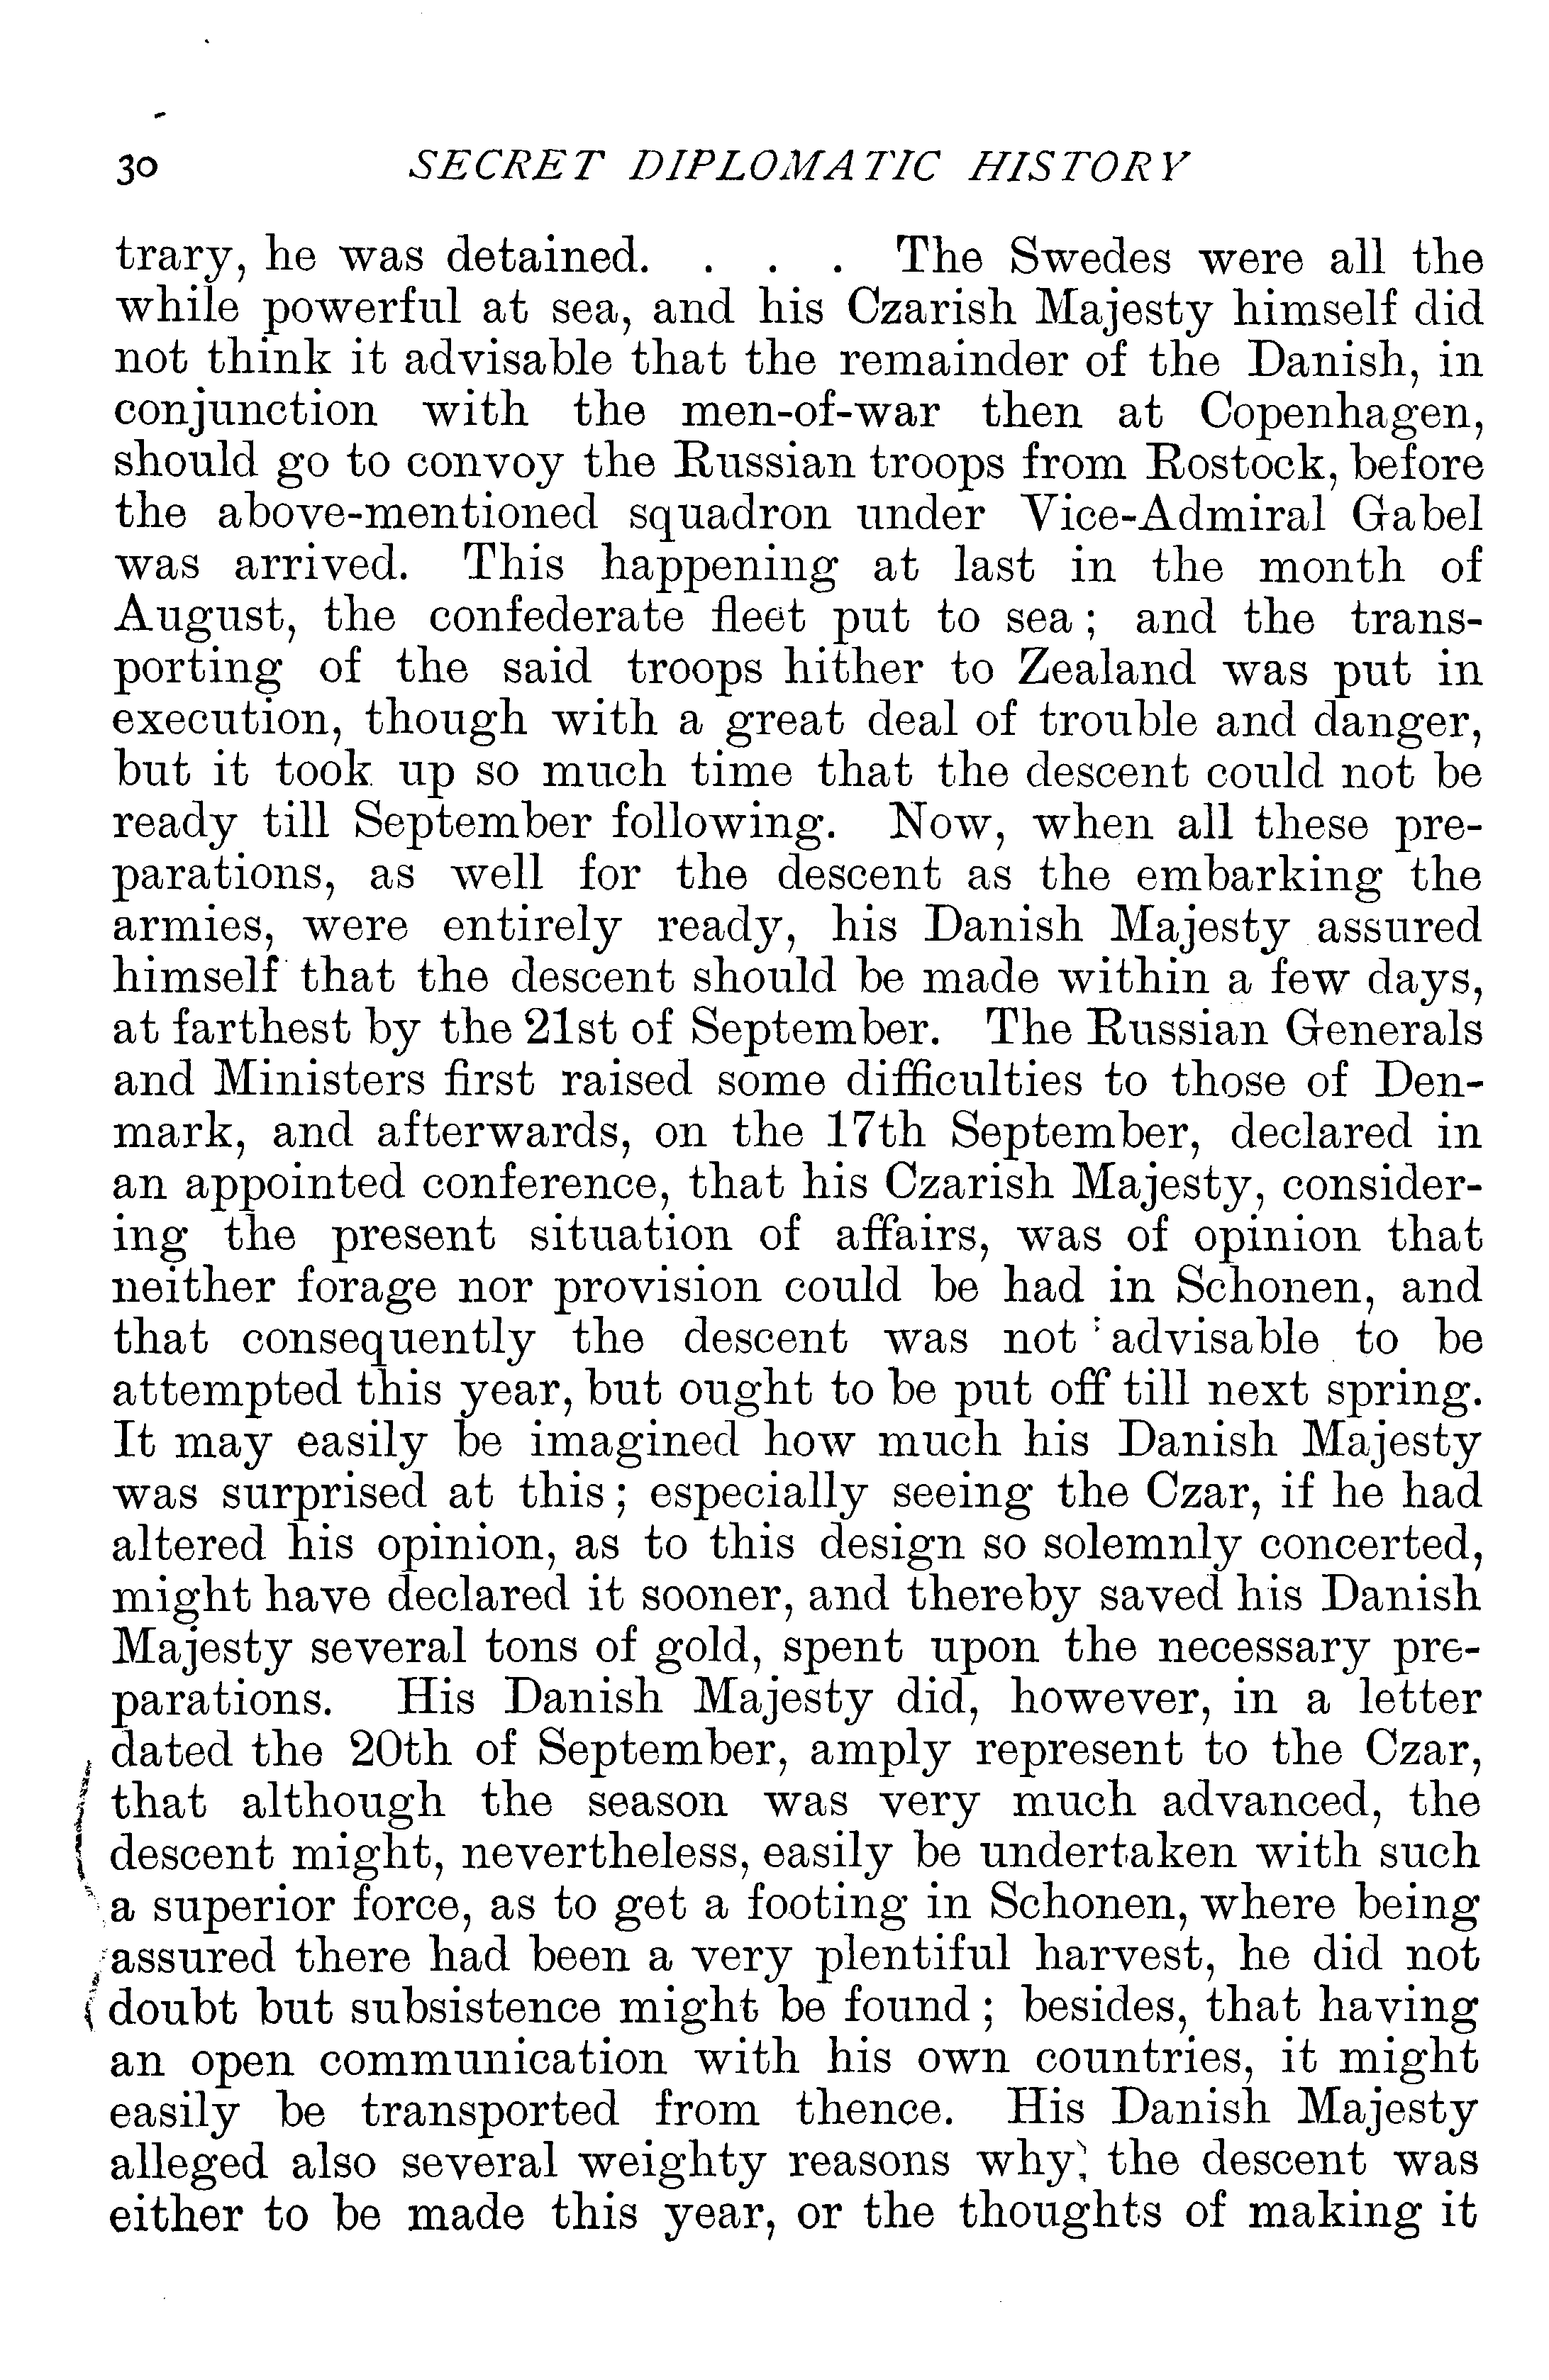 30 SECRET DIPLOMATIC HISTORY
trary, he was detained. . . . The Swedes were all the
while powerful at sea, and his Czarish Majesty himself did
not think it advisable that the remainder of the Danish, in
conjunction with the men-of-war then at Copenhagen,
should go to convoy the Russian troops from Rostock, before
the above-mentioned squadron under Vice-Admiral Gabel
was arrived. This happening at last in the month of
August, the confederate fleet put to sea; and the trans-
porting of the said troops hither to Zealand was put in
execution, though with a great deal of trouble and danger,
but it took up so much time that the descent could not be
ready till September following. Now, when all these pre-
parations, as well for the descent as the embarking the
armies, were entirely ready, his Danish Majesty assured
himself that the descent should be made within a few days,
at farthest by the 21st of September. The Russian Generals
and Ministers first raised some difficulties to those of Den-
mark, and afterwards, on the 17th September, declared in
an appointed conference, that his Czarish Majesty, consider-
ing the present situation of affairs, was of opinion that
neither forage nor provision could be had in Schonen, and
that consequently the descent was not advisable to be
attempted this year, but ought to be put off till next spring.
It may easily be imagined how much his Danish Majesty
was surprised at this; especially seeing the Czar, if he had
altered his opinion, as to this design so solemnly concerted,
might have declared it sooner, and thereby saved his Danish
Majesty several tons of gold, spent upon the necessary pre-
parations. His Danish Majesty did, however, in a letter
dated the 20th of September, amply represent to the Czar,
that although the season was very much advanced, the
descent might, nevertheless, easily be undertaken with such
a superior force, as to get a footing in Schonen, where being
assured there had been a very plentiful harvest, he did not
doubt but subsistence might be found; besides, that having
an open communication with his own countries, it might
easily be transported from thence. His Danish Majesty
alleged also several weighty reasons why the descent was
either to be made this year, or the thoughts of making it